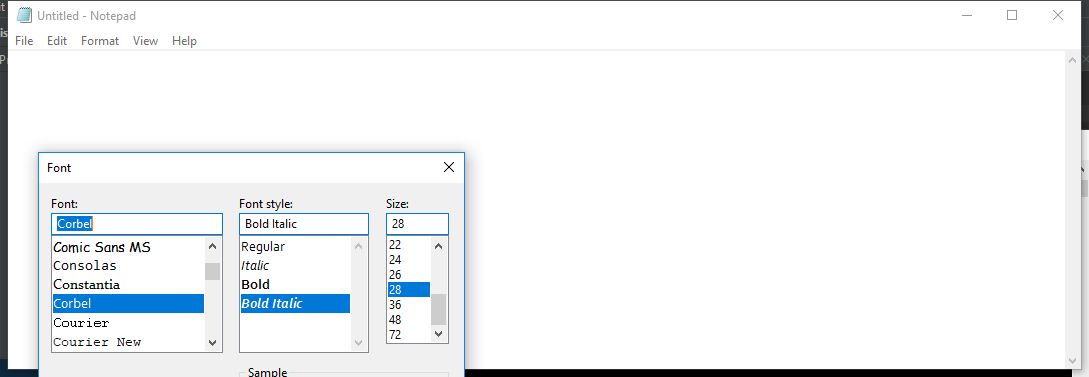 Untitled - Notepad
File Edit Format View Help
Font
Font: Font style: Size:
Corbel Bold Italic 28
Comic Sans MS Regular 22
Consolas Italic 24
Constantia Bold 26
Corbel Bold Italic 28
Courier 36
Courier New 48
72
Sample